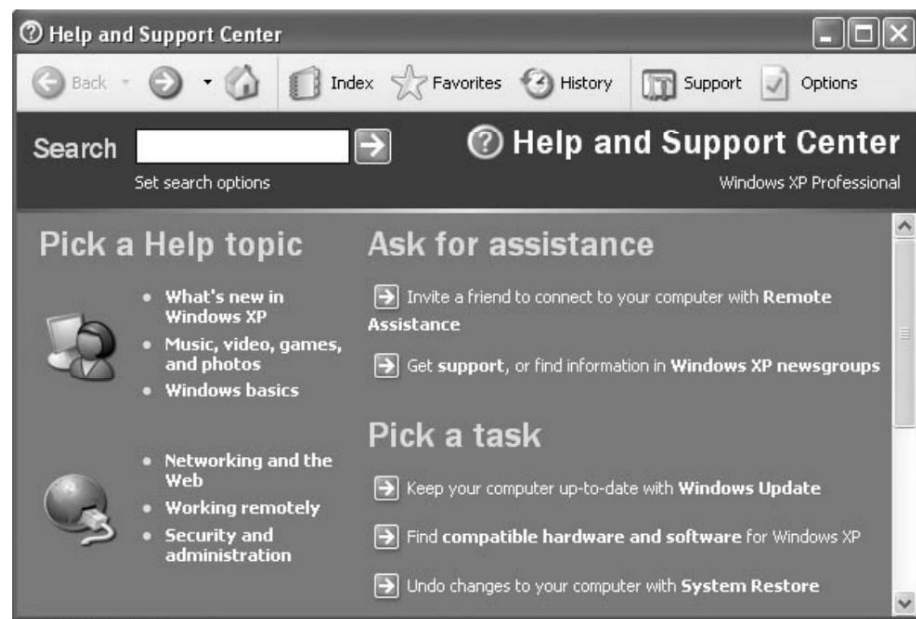 Help and Support Center
Back Index Favorites History Support Options
Search
Help and Support Center
Set search options
Windows XP Professional
Pick a Help topic
What's new in
Windows XP
Music, video, games,
and photos
Windows basics
Networking and the
Web
Working remotely
Security and
administration
Ask for assistance
Invite a friend to connect to your computer with Remote
Assistance
Get support, or find information in Windows XP newsgroups
Pick a task
Keep your computer up-to-date with Windows Update
Find compatible hardware and software for Windows XP
Undo changes to your computer with System Restore